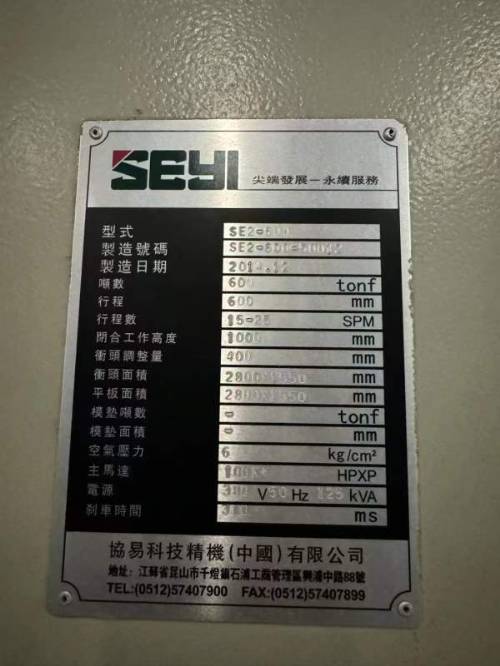 SEYI 尖端發展－永續服務
型式 SE2-600
製造號碼
製造日期
噸數 600 tonf
行程 600 mm
行程數 15-25 SPM
閉合工作高度 1000 mm
衝頭調整量 400 mm
衝頭面積 mm
平板面積 mm
模墊噸數 tonf
模墊面積 mm
空氣壓力 6 kg/cm²
主馬達 HPXP
電源 380 V 50 Hz 125 kVA
剎車時間 ms
協易科技精機(中國)有限公司
地址: 江蘇省昆山市千燈鎮石浦工商管理區興浦中路88號
TEL:(0512)57407900 FAX:(0512)57407899